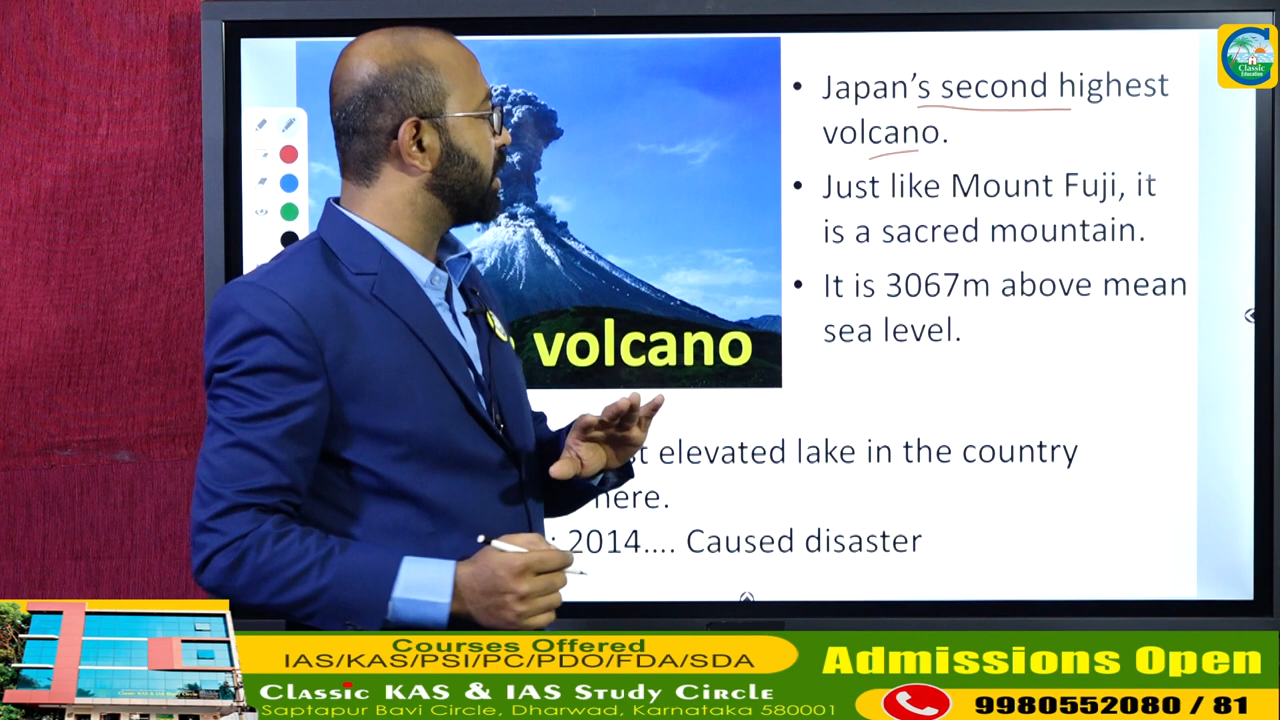 Classic
Education
Japan's second highest
volcano.
Just like Mount Fuji, it
is a sacred mountain.
It is 3067m above mean
sea level.
volcano
elevated lake in the country
here.
: 2014.... Caused disaster
Courses Offered
IAS/KAS/PSI/PC/PDO/FDA/SDA
Classic KAS & IAS Study Circle
Saptapur Bavi Circle, Dharwad, Karnataka 580001
Admissions Open
9980552080 / 81